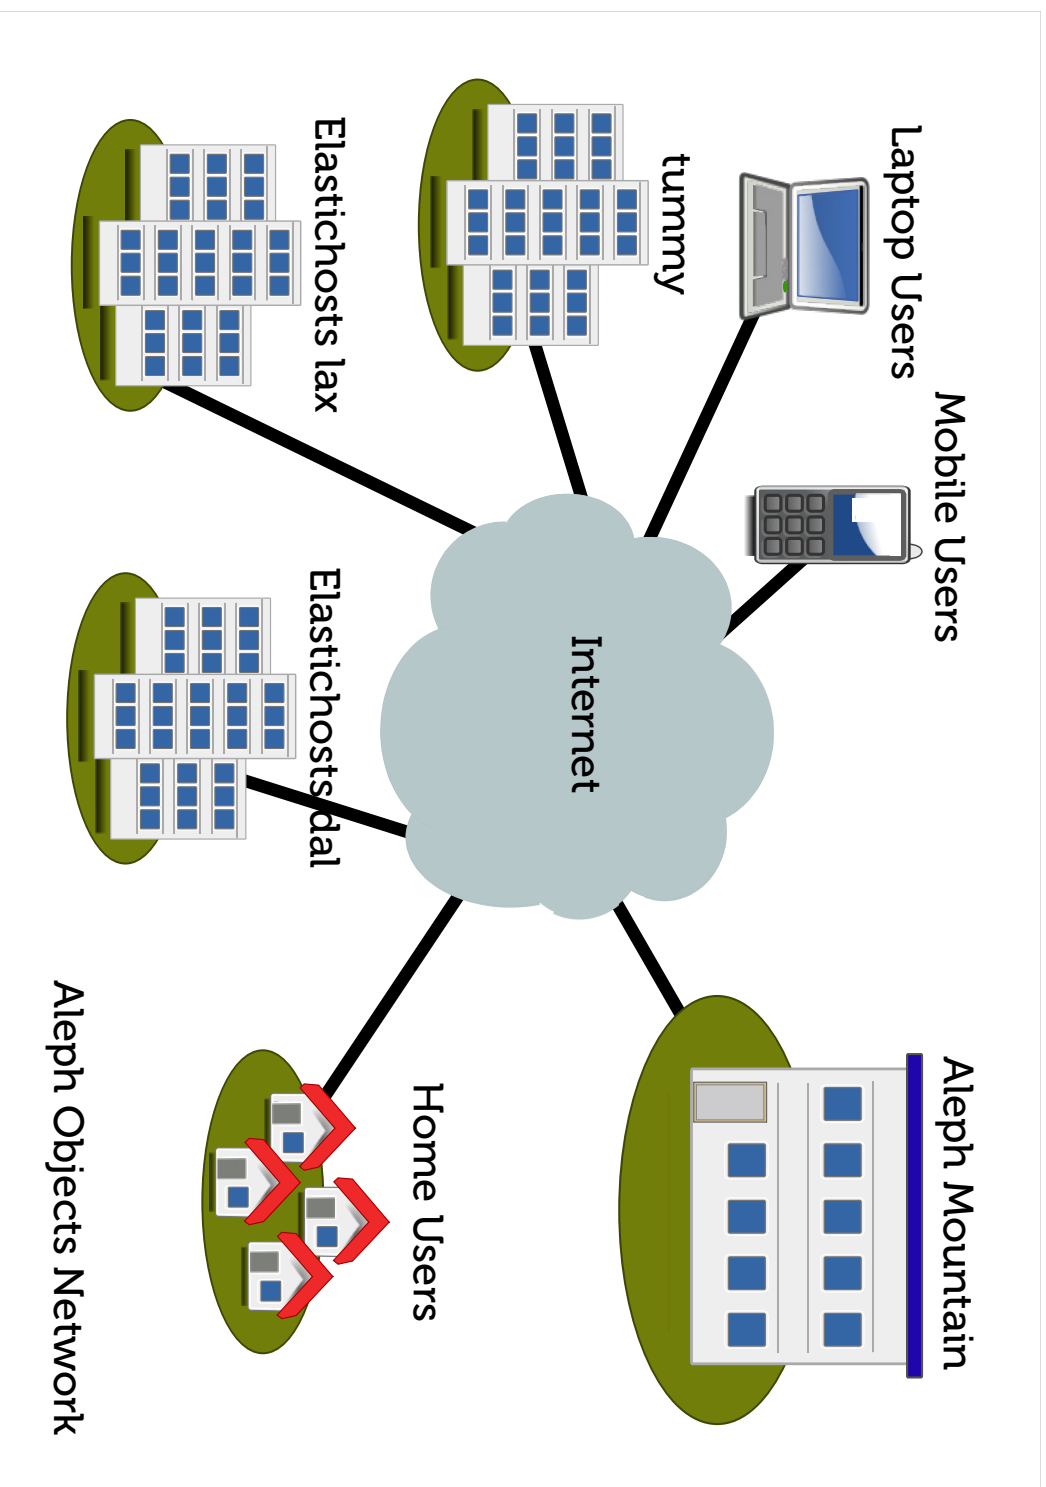 Mobile Users
Laptop Users
Aleph Mountain
tummy
Internet
Home Users
Elastichosts lax
Elastichosts dal
Aleph Objects Network